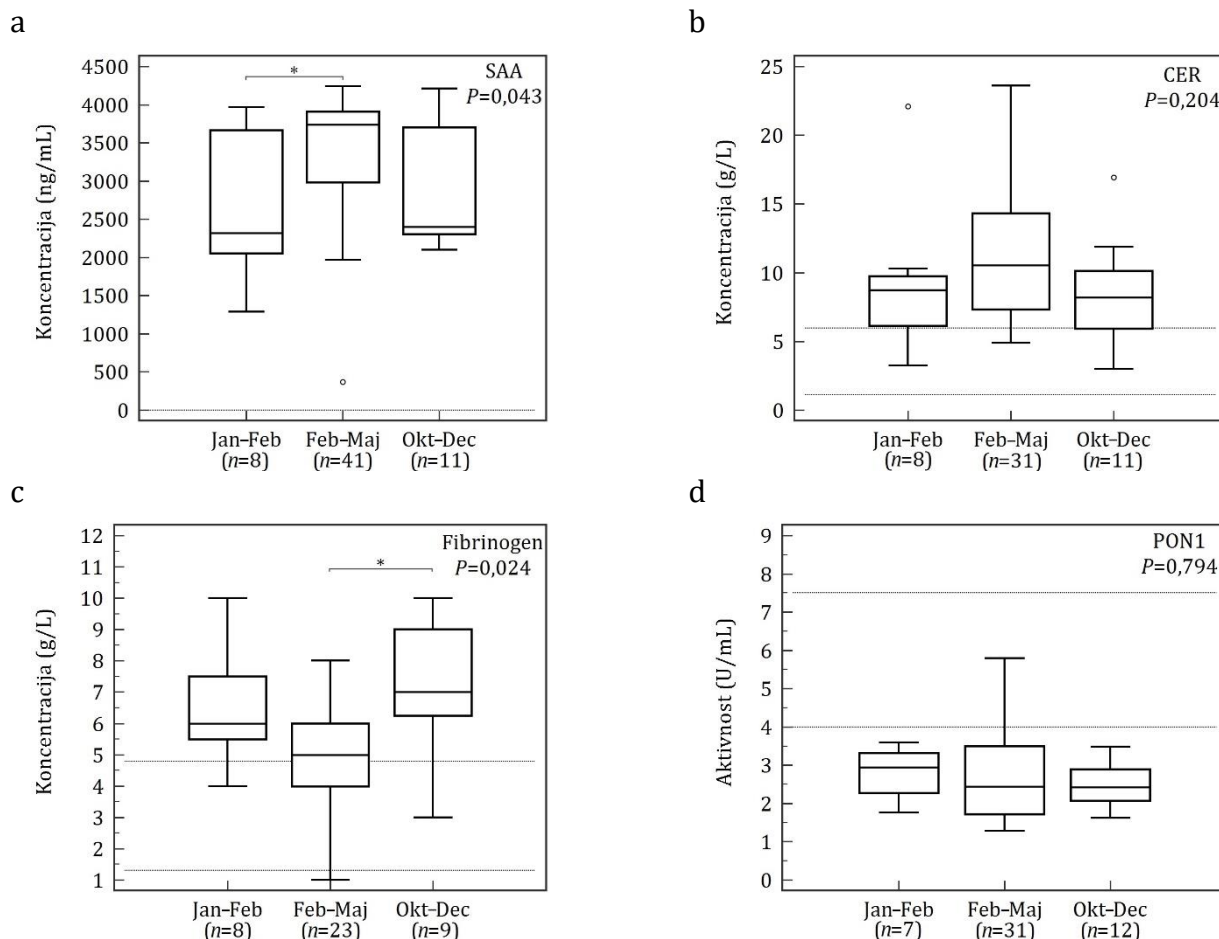 a
SAA
P=0,043
*
Koncentracija (ng/mL)
4500
4000
3500
3000
2500
2000
1500
1000
500
0
Jan–Feb
(n=8)
Feb–Maj
(n=41)
Okt–Dec
(n=11)
b
CER
P=0,204
Koncentracija (g/L)
25
20
15
10
5
0
Jan–Feb
(n=8)
Feb–Maj
(n=31)
Okt–Dec
(n=11)
c
Fibrinogen
P=0,024
*
Koncentracija (g/L)
12
11
10
9
8
7
6
5
4
3
2
1
Jan–Feb
(n=8)
Feb–Maj
(n=23)
Okt–Dec
(n=9)
d
PON1
P=0,794
Aktivnost (U/mL)
9
8
7
6
5
4
3
2
1
0
Jan–Feb
(n=7)
Feb–Maj
(n=31)
Okt–Dec
(n=12)